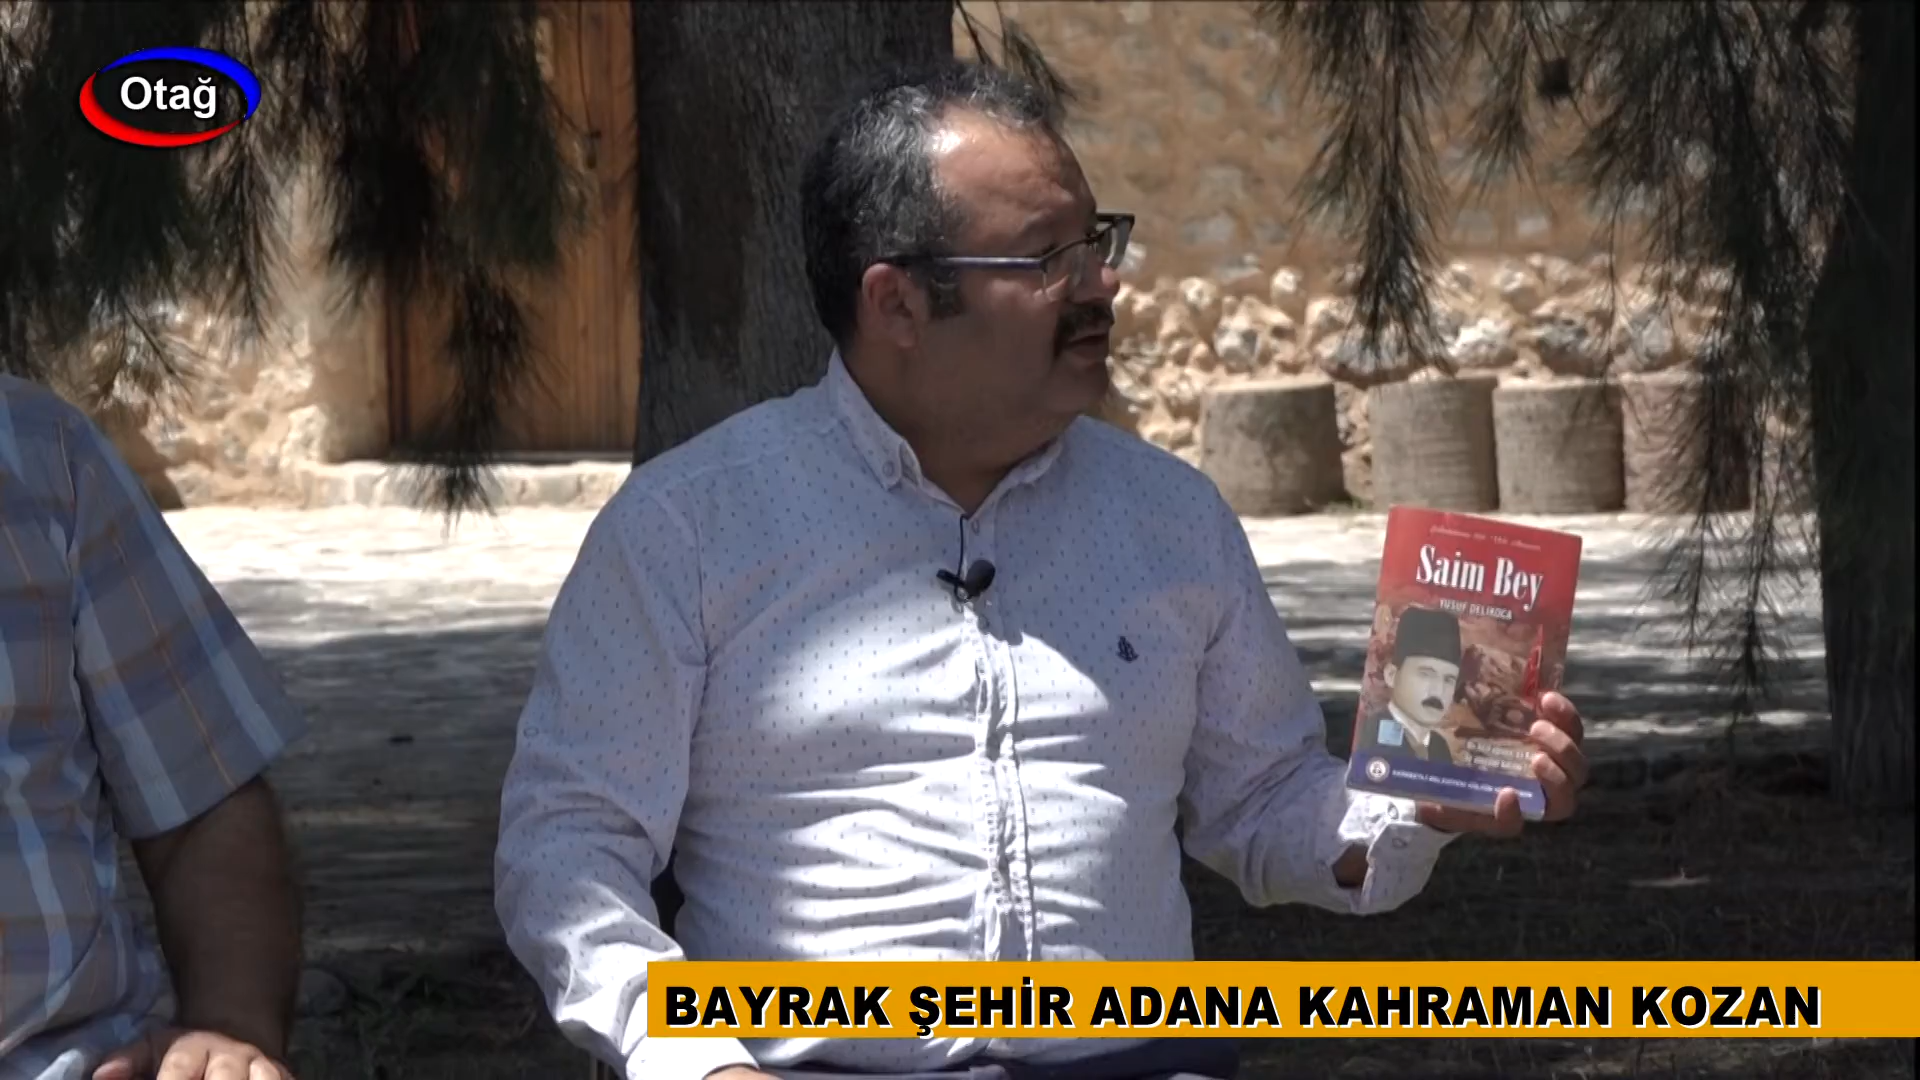 Otağ
Saim Bey
YUSUF DELİKOCA
BAYRAK ŞEHİR ADANA KAHRAMAN KOZAN